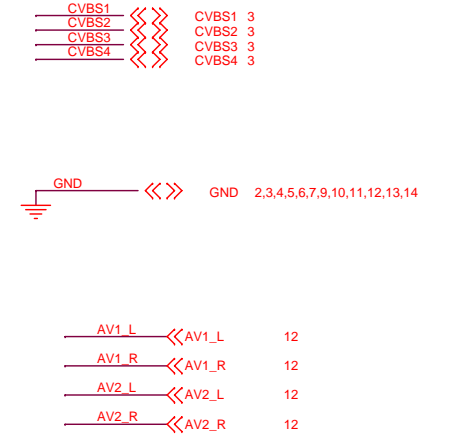 CVBS1 CVBS1 3
CVBS2 CVBS2 3
CVBS3 CVBS3 3
CVBS4 CVBS4 3
GND GND 2,3,4,5,6,7,9,10,11,12,13,14
AV1_L AV1_L 12
AV1_R AV1_R 12
AV2_L AV2_L 12
AV2_R AV2_R 12